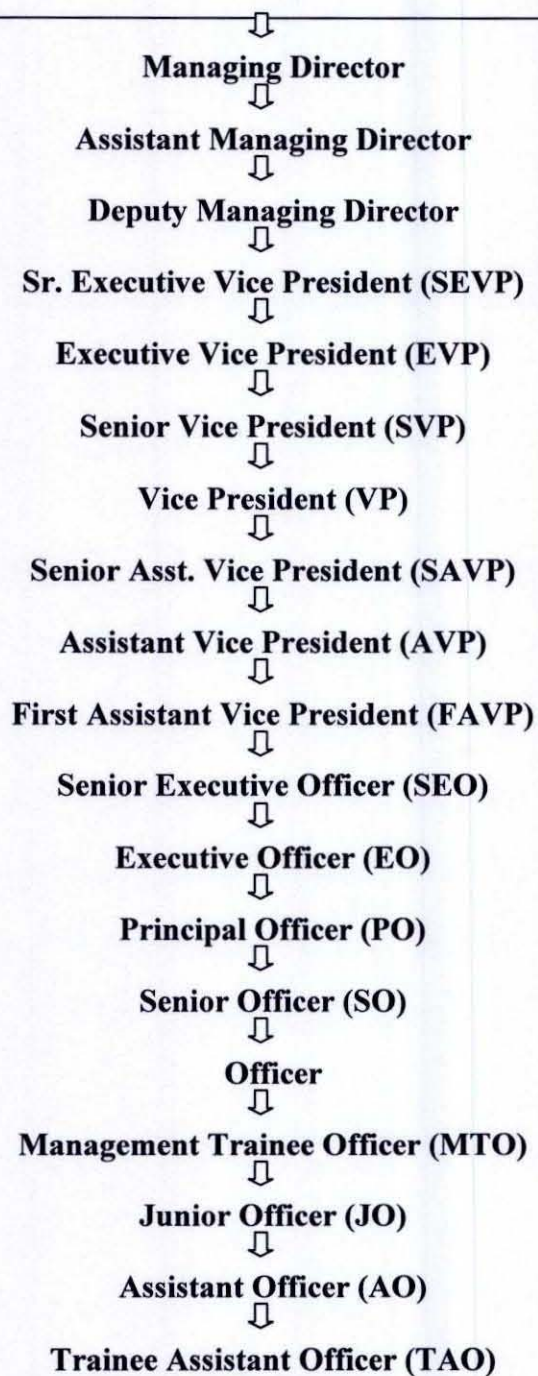 Managing Director
Assistant Managing Director
Deputy Managing Director
Sr. Executive Vice President (SEVP)
Executive Vice President (EVP)
Senior Vice President (SVP)
Vice President (VP)
Senior Asst. Vice President (SAVP)
Assistant Vice President (AVP)
First Assistant Vice President (FAVP)
Senior Executive Officer (SEO)
Executive Officer (EO)
Principal Officer (PO)
Senior Officer (SO)
Officer
Management Trainee Officer (MTO)
Junior Officer (JO)
Assistant Officer (AO)
Trainee Assistant Officer (TAO)